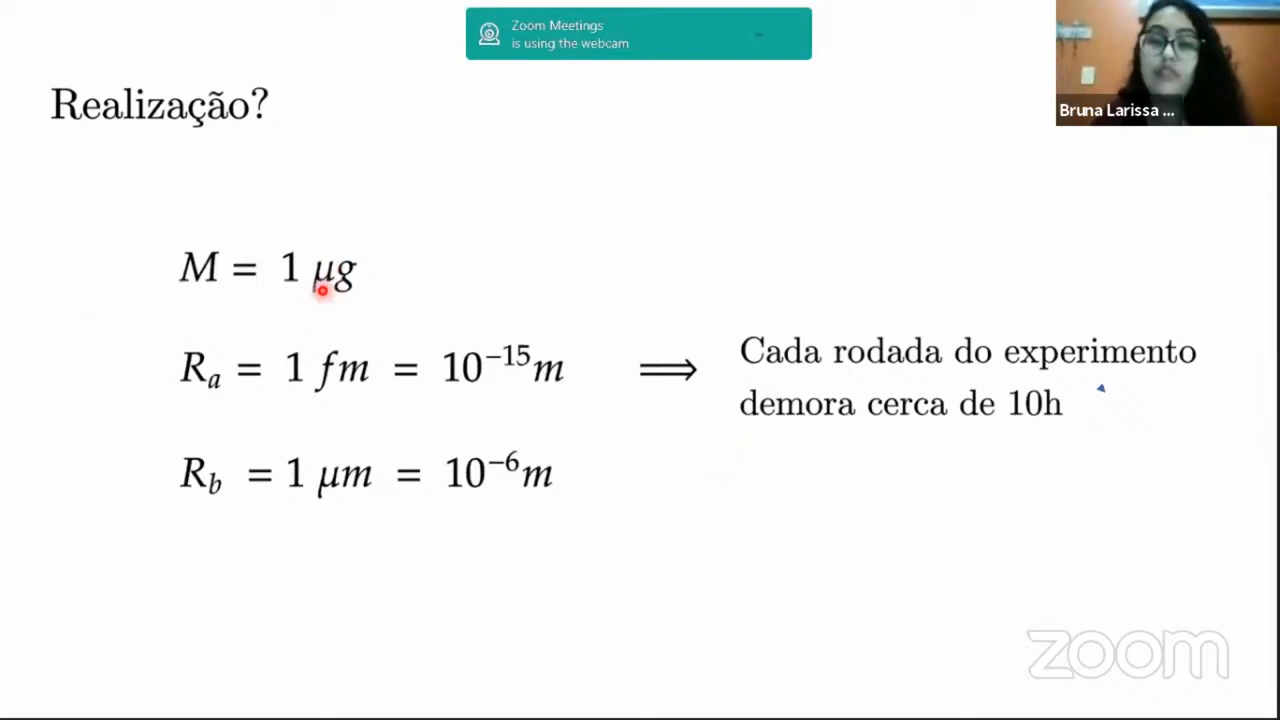 Zoom Meetings
is using the webcam
Bruna Larissa ...
Realização?
M = 1 μg
R_a = 1 fm = 10^{-15}m
R_b = 1 μm = 10^{-6}m
⟹
Cada rodada do experimento
demora cerca de 10h
zoom